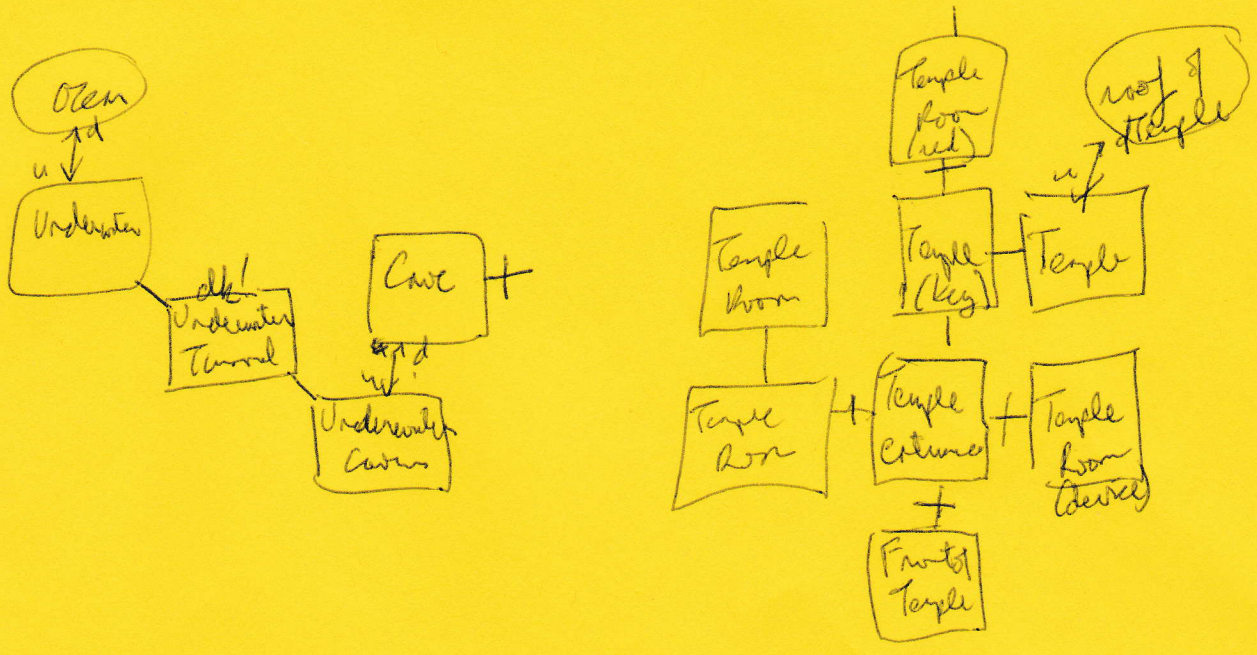 Ocean
d
u
Underwater
dk!
Underwater
Tunnel
Cave
d
u
Underwater
Cavern
Temple
Room
(red)
roof of
Temple
u
Temple
Room
Temple
(key)
Temple
Temple
Room
Temple
entrance
Temple
Room
(device)
Front of
Temple